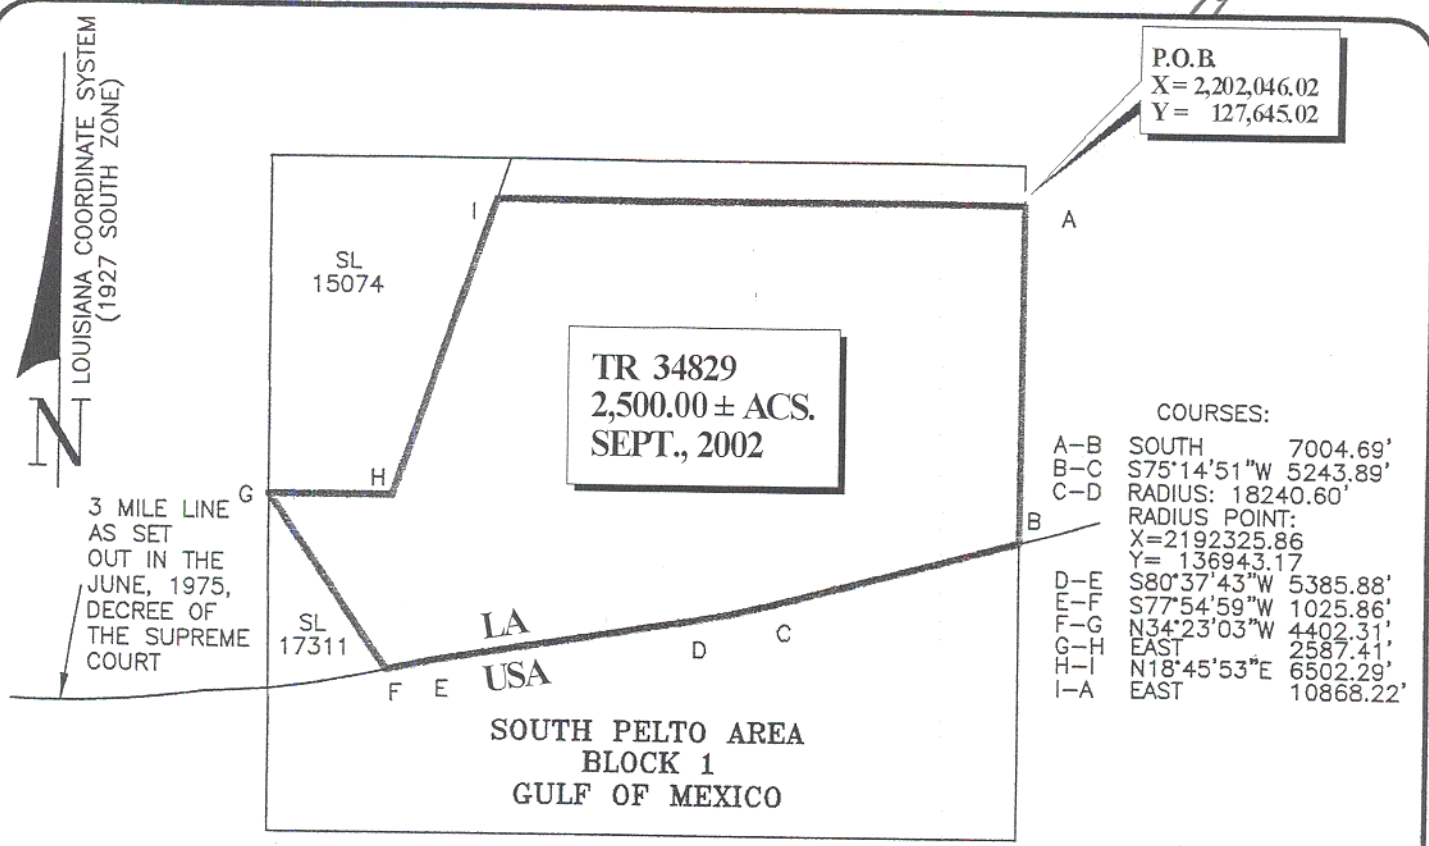 P.O.B.
X= 2,202,046.02
Y= 127,645.02
LOUISIANA COORDINATE SYSTEM
(1927 SOUTH ZONE)
N
I
A
SL
15074
TR 34829
2,500.00 ± ACS.
SEPT., 2002
G
H
B
3 MILE LINE
AS SET
OUT IN THE
JUNE, 1975,
DECREE OF
THE SUPREME
COURT
SL
17311
LA
USA
F
E
D
C
SOUTH PELTO AREA
BLOCK 1
GULF OF MEXICO
COURSES:
A-B SOUTH 7004.69'
B-C S75°14'51"W 5243.89'
C-D RADIUS: 18240.60'
RADIUS POINT:
X=2192325.86
Y= 136943.17
D-E S80°37'43"W 5385.88'
E-F S77°54'59"W 1025.86'
F-G N34°23'03"W 4402.31'
G-H EAST 2587.41'
H-I N18°45'53"E 6502.29'
I-A EAST 10868.22'